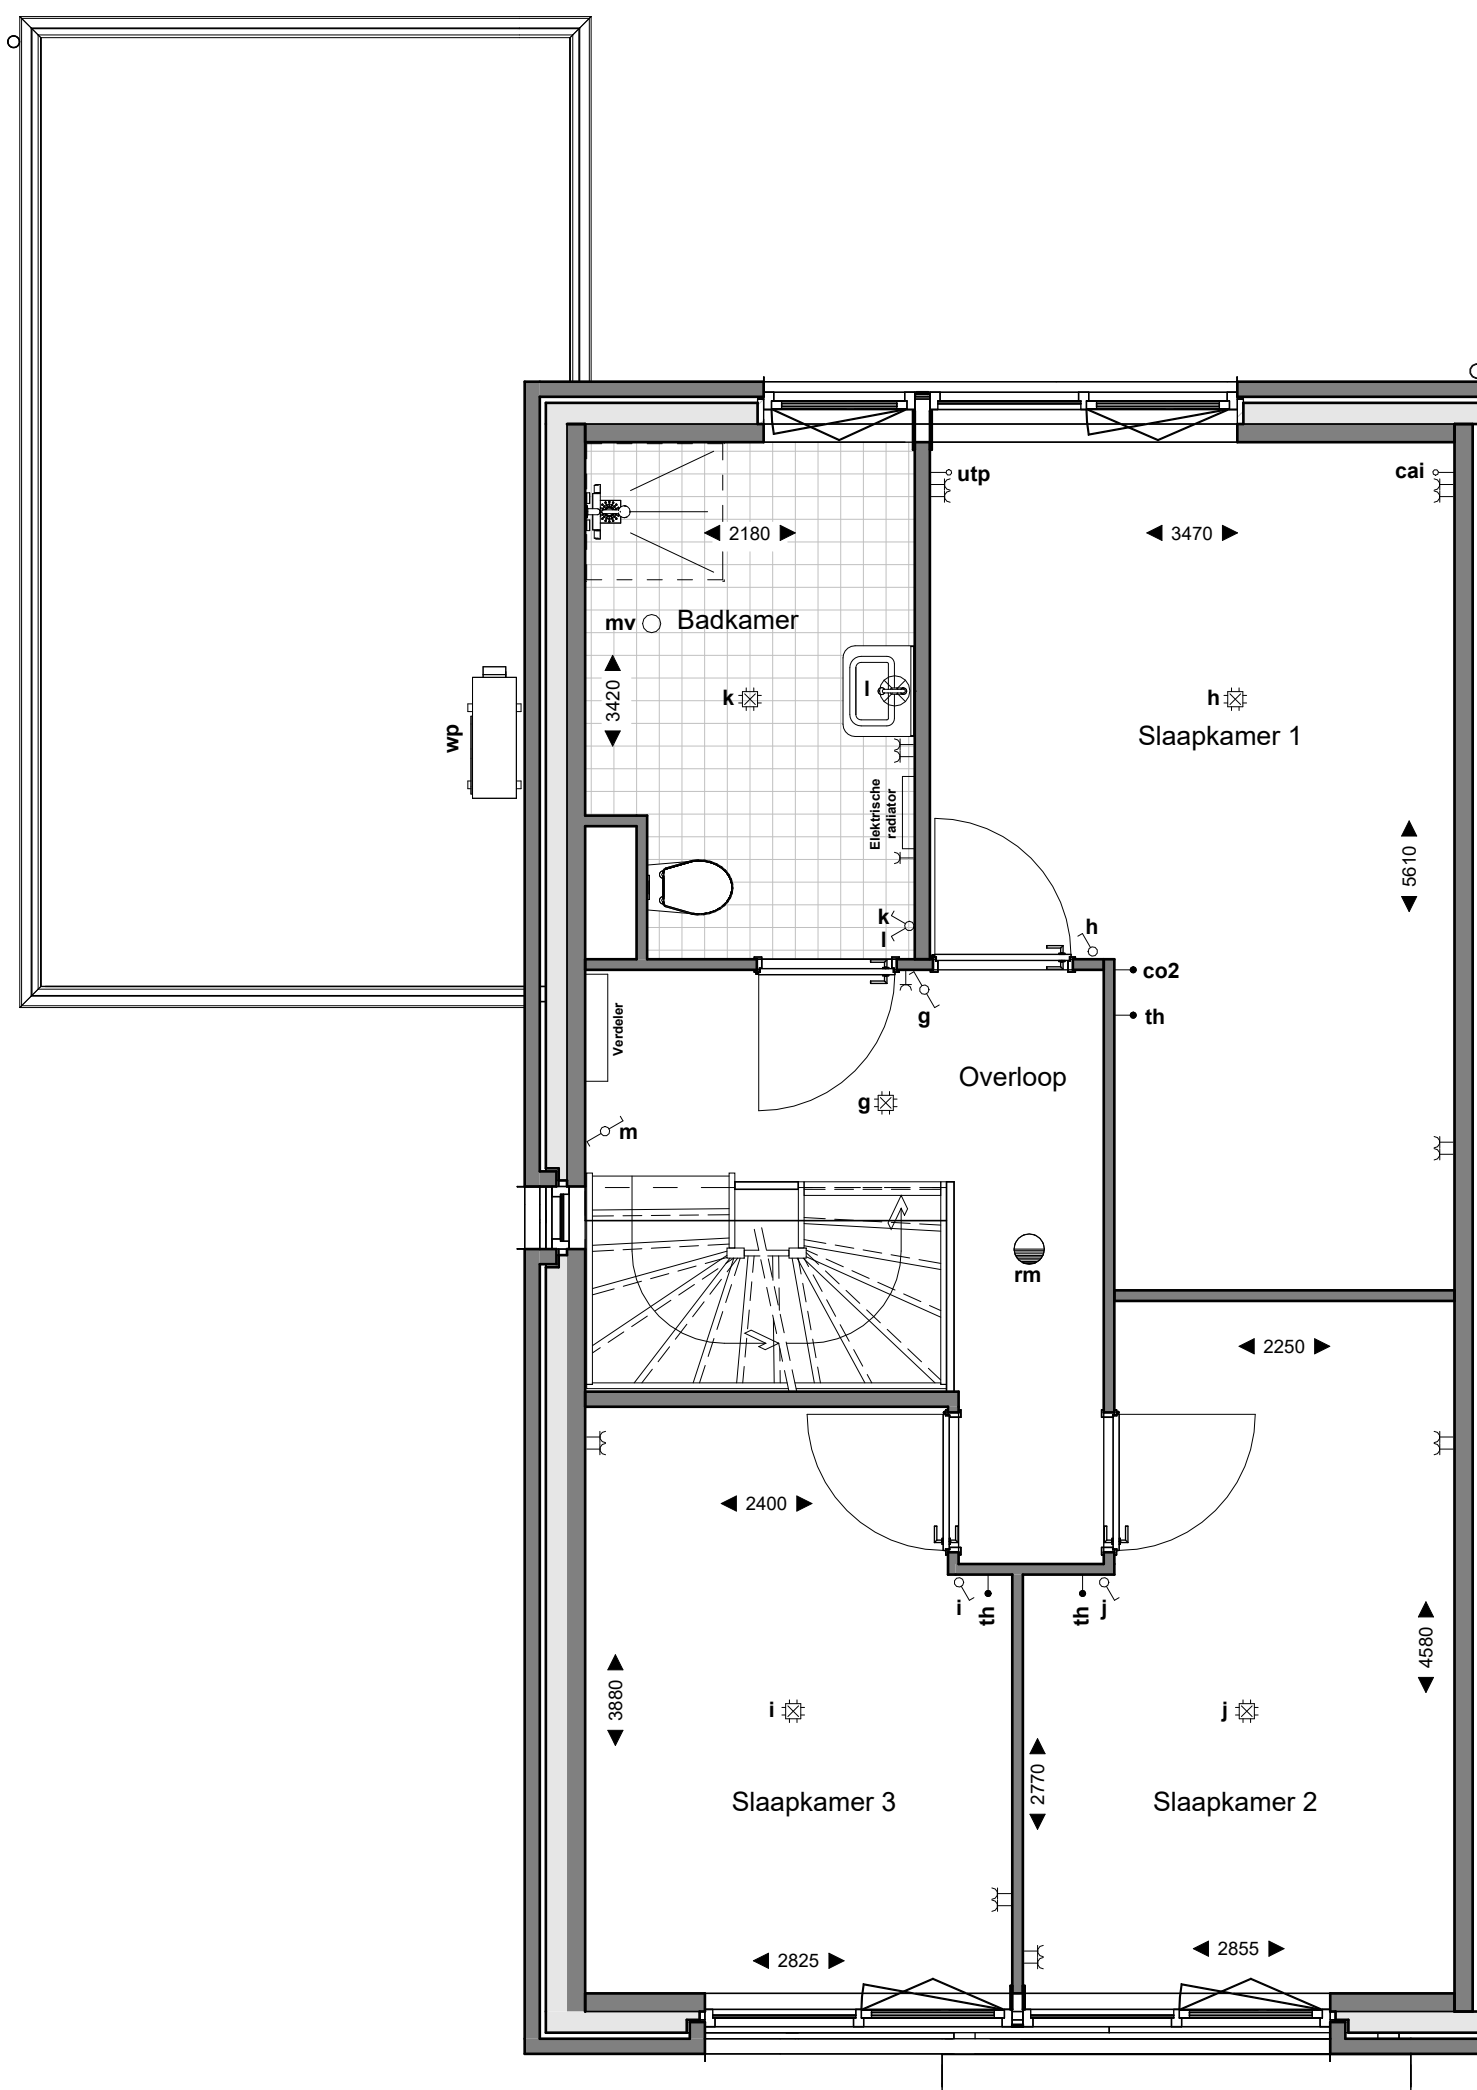 utp
cai
2180
3470
mv
Badkamer
3420
k
l
h
Slaapkamer 1
wp
Elektrische
radiator
5610
k
l
h
co2
th
g
Verdeler
Overloop
g
m
rm
2250
2400
i
th
th
j
4580
3880
i
j
2770
Slaapkamer 3
Slaapkamer 2
2825
2855